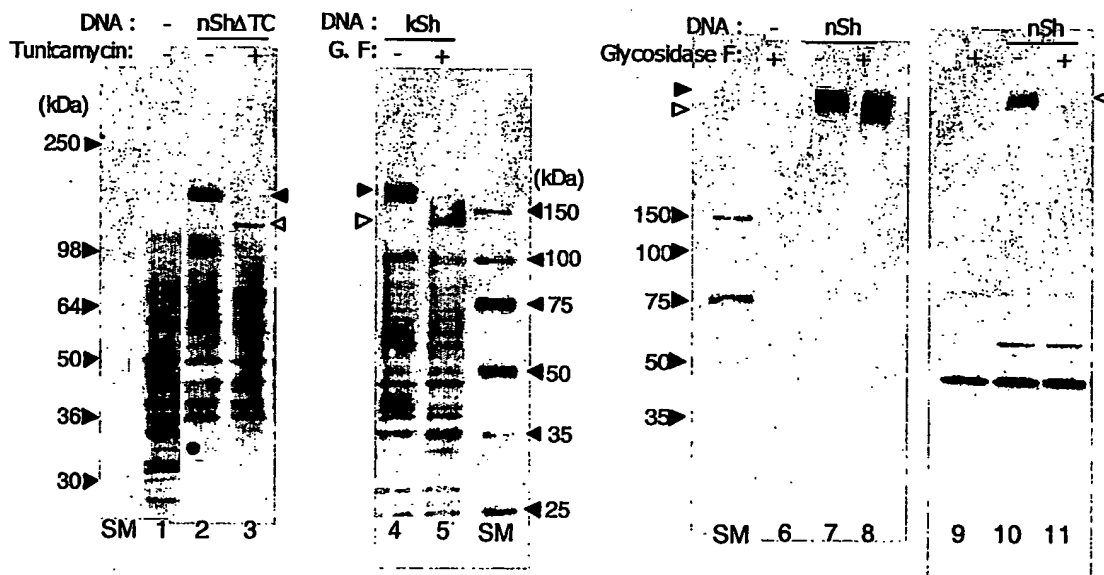 DNA : - nShΔTC
Tunicamycin: - - +
(kDa)
250
98
64
50
36
30
SM 1 2 3
DNA : kSh
G. F: - +
(kDa)
150
100
75
50
35
25
4 5 SM
DNA : - nSh nSh
Glycosidase F: + - + + - +
150
100
75
50
35
SM 6 7 8 9 10 11